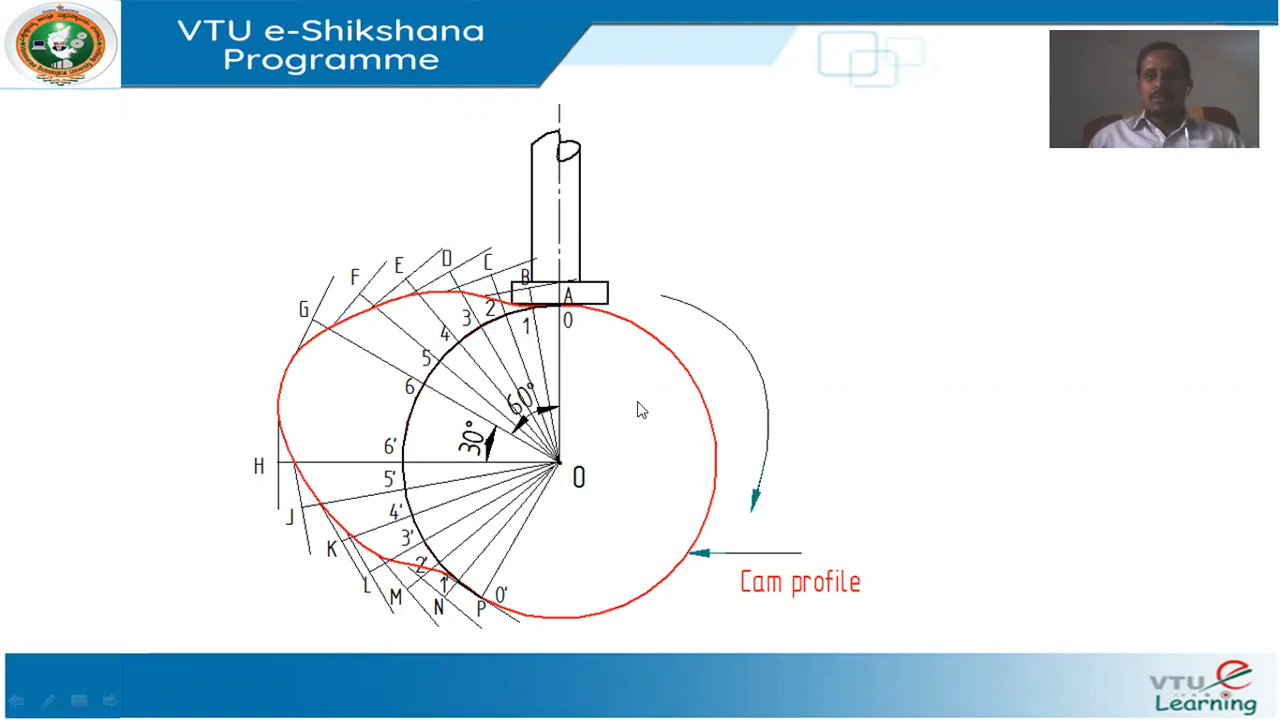 VTU e-Shikshana
Programme
B
A
C
D
E
F
G
0
1
2
3
4
5
6
60°
30°
6'
H
O
5'
J
4'
K
3'
L
2'
M
1'
N
P
0'
Cam profile
VTU e
Learning